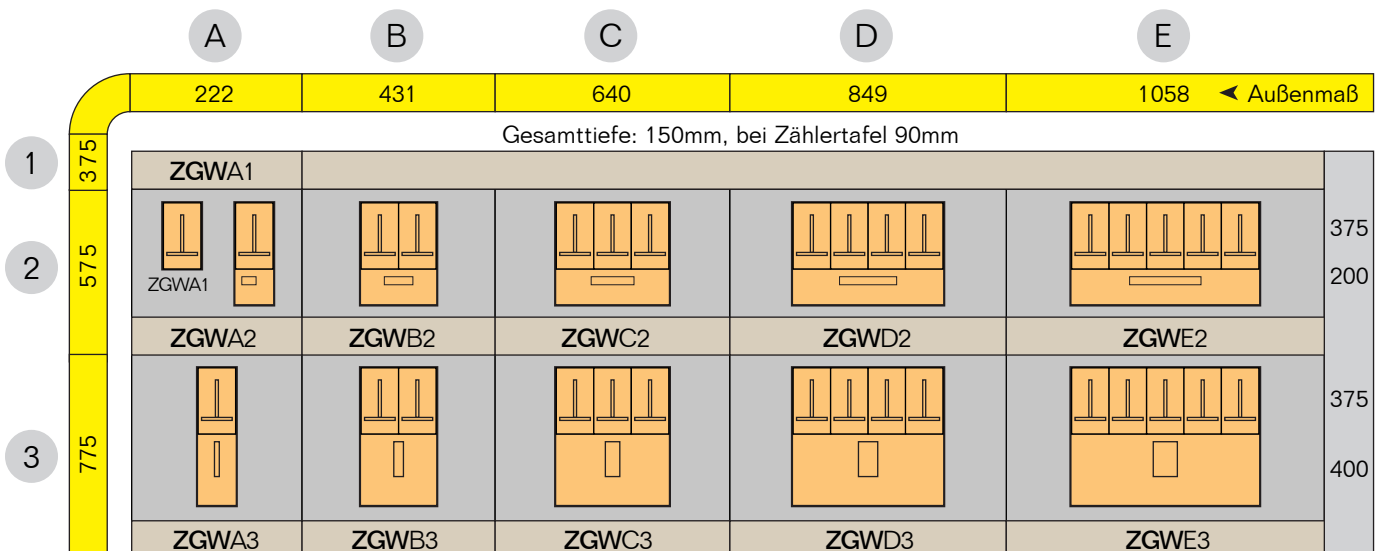 A B C D E
222 431 640 849 1058 ➤ Außenmaß
Gesamttiefe: 150mm, bei Zählertafel 90mm
1 375 ZGWA1
2 575 375
ZGWA1 200
ZGWA2 ZGWB2 ZGWC2 ZGWD2 ZGWE2
3 775 375
400
ZGWA3 ZGWB3 ZGWC3 ZGWD3 ZGWE3